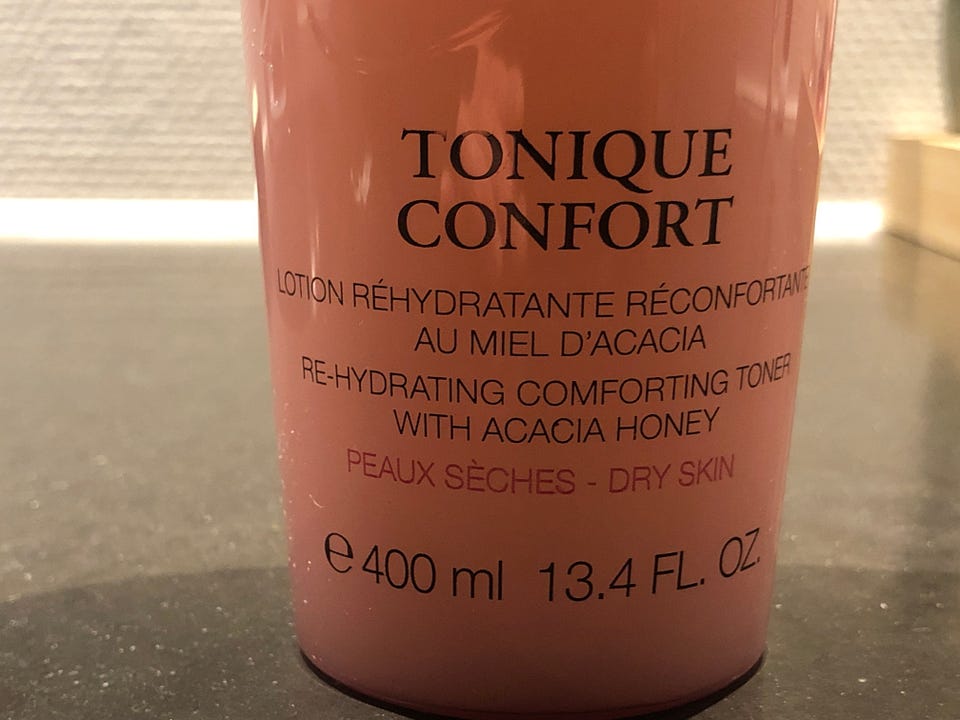 TONIQUE
CONFORT
LOTION RÉHYDRATANTE RÉCONFORTANTE
AU MIEL D'ACACIA
RE-HYDRATING COMFORTING TONER
WITH ACACIA HONEY
PEAUX SÈCHES - DRY SKIN
℮ 400 ml 13.4 FL. OZ.